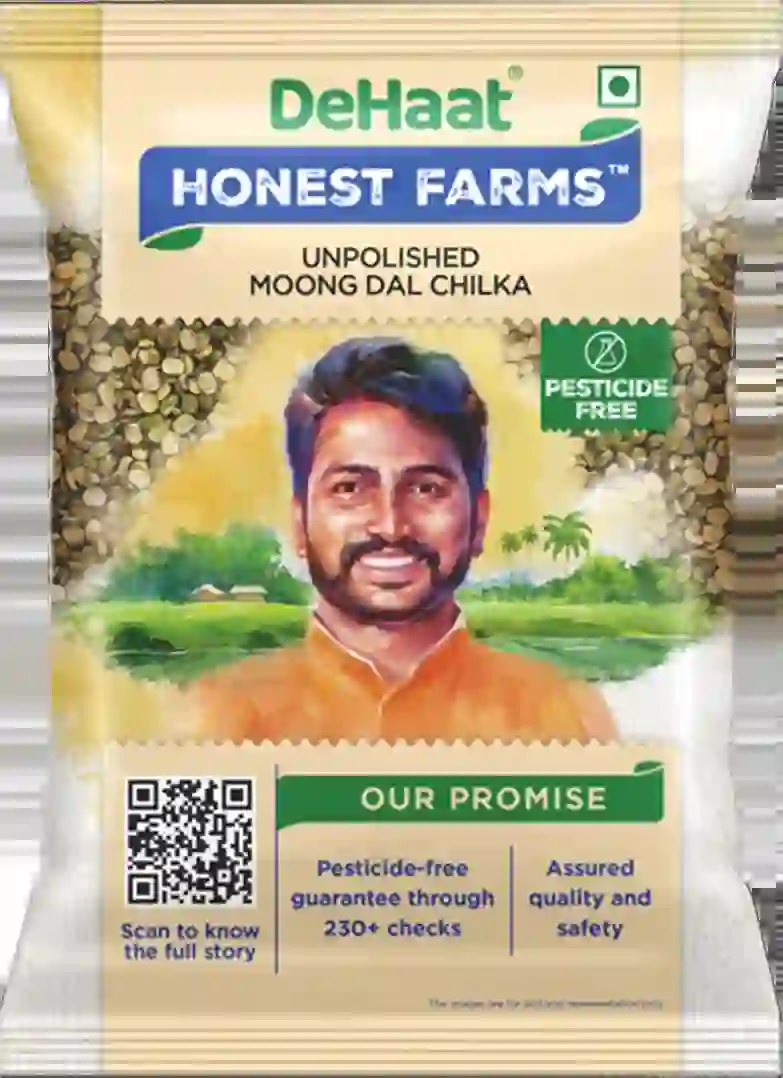 DeHaat®
HONEST FARMS™
UNPOLISHED
MOONG DAL CHILKA
PESTICIDE
FREE
OUR PROMISE
Pesticide-free
guarantee through
230+ checks
Assured
quality and
safety
Scan to know
the full story